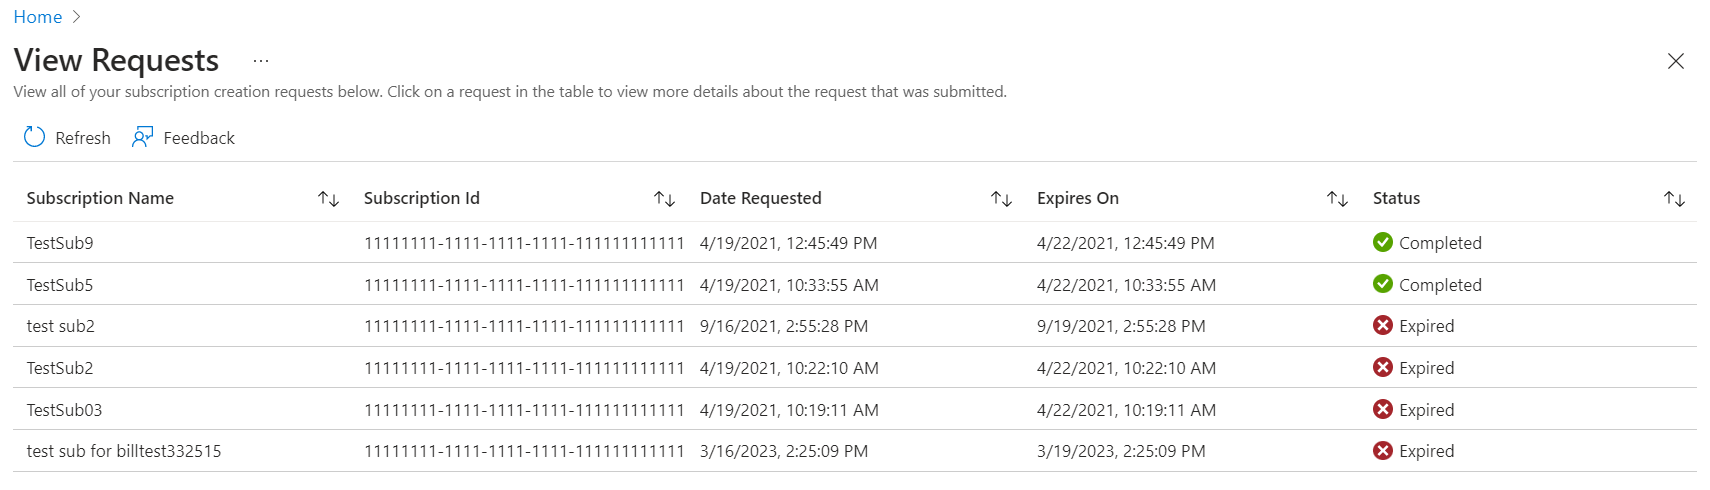 Home
View Requests ...
View all of your subscription creation requests below. Click on a request in the table to view more details about the request that was submitted.
Refresh Feedback
Subscription Name Subscription Id Date Requested Expires On Status
TestSub9 11111111-1111-1111-1111-111111111111 4/19/2021, 12:45:49 PM 4/22/2021, 12:45:49 PM Completed
TestSub5 11111111-1111-1111-1111-111111111111 4/19/2021, 10:33:55 AM 4/22/2021, 10:33:55 AM Completed
test sub2 11111111-1111-1111-1111-111111111111 9/16/2021, 2:55:28 PM 9/19/2021, 2:55:28 PM Expired
TestSub2 11111111-1111-1111-1111-111111111111 4/19/2021, 10:22:10 AM 4/22/2021, 10:22:10 AM Expired
TestSub03 11111111-1111-1111-1111-111111111111 4/19/2021, 10:19:11 AM 4/22/2021, 10:19:11 AM Expired
test sub for billtest332515 11111111-1111-1111-1111-111111111111 3/16/2023, 2:25:09 PM 3/19/2023, 2:25:09 PM Expired